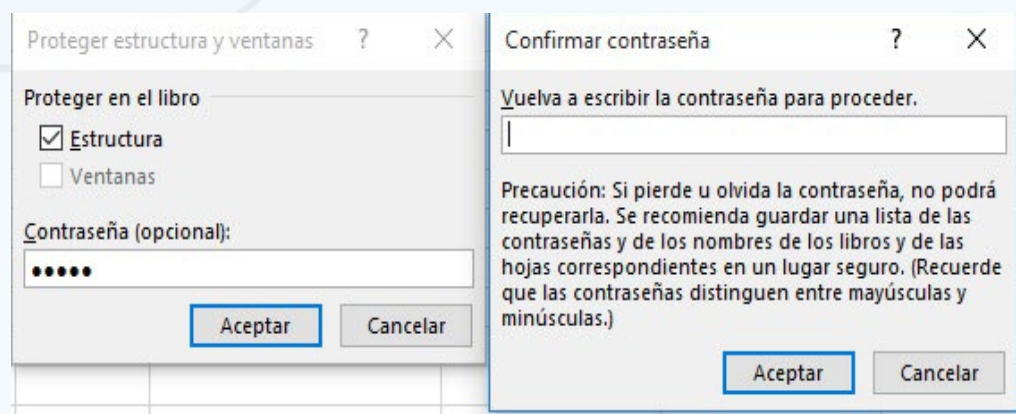 Proteger estructura y ventanas ?
Proteger en el libro
Estructura
Ventanas
Contraseña (opcional):
●●●●●
Aceptar Cancelar
Confirmar contraseña ?
Vuelva a escribir la contraseña para proceder.
Precaución: Si pierde u olvida la contraseña, no podrá
recuperarla. Se recomienda guardar una lista de las
contraseñas y de los nombres de los libros y de las
hojas correspondientes en un lugar seguro. (Recuerde
que las contraseñas distinguen entre mayúsculas y
minúsculas.)
Aceptar Cancelar